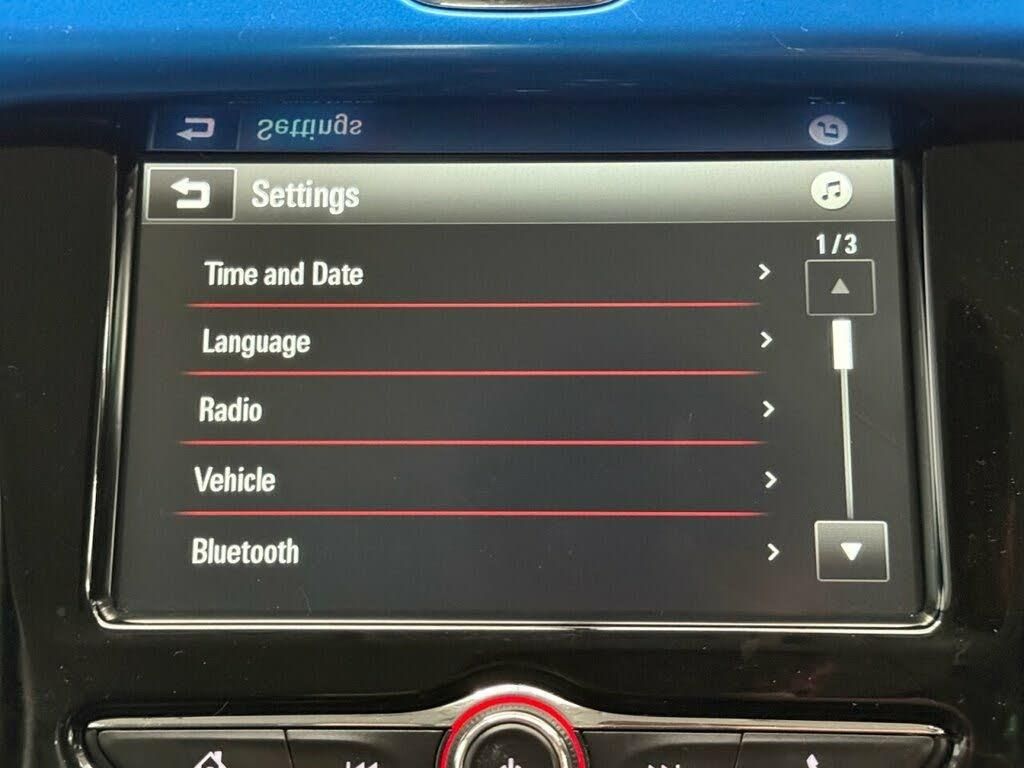 Settings
1/3
Time and Date
Language
Radio
Vehicle
Bluetooth